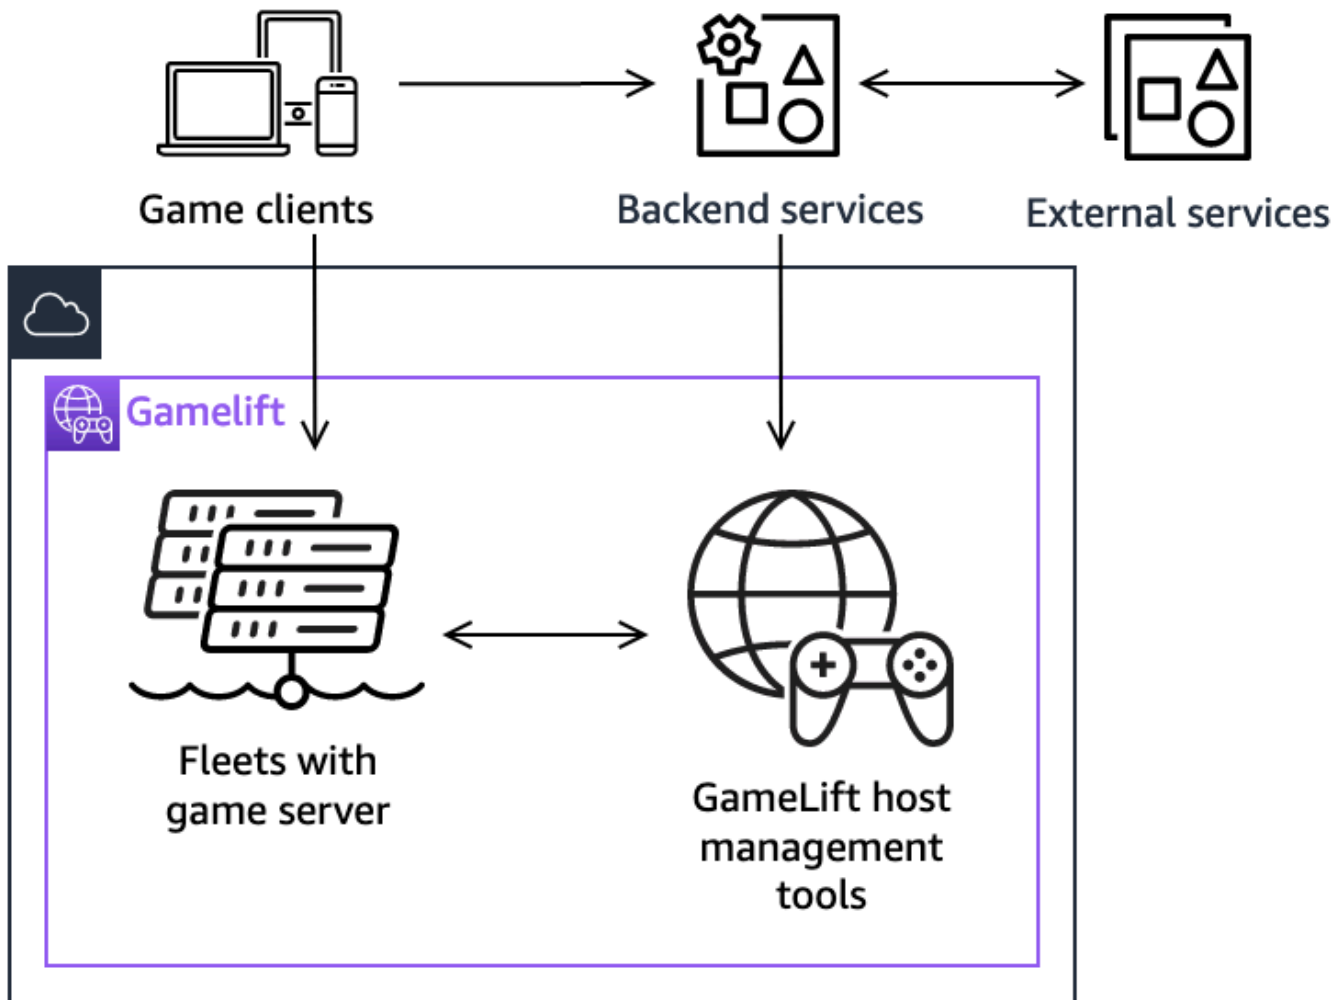 Game clients
Backend services
External services
Gamelift
Fleets with
game server
GameLift host
management
tools